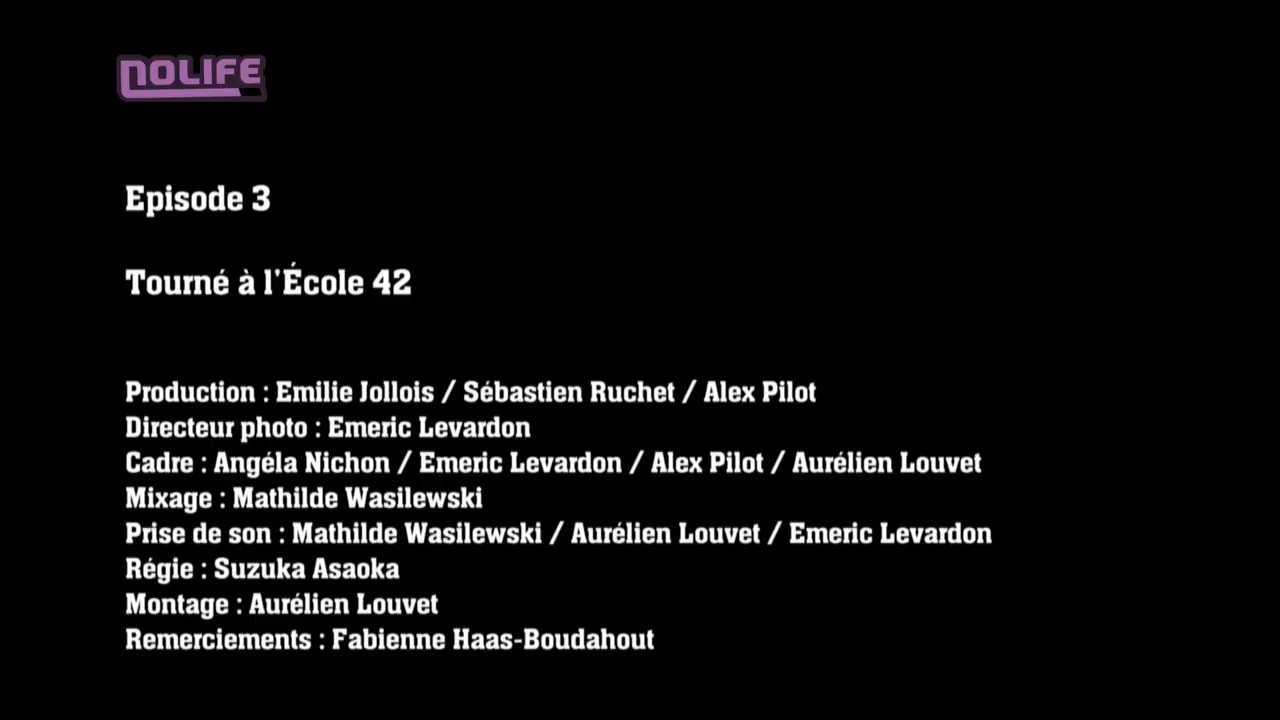 NOLIFE
Episode 3
Tourné à l'École 42
Production : Emilie Jollois / Sébastien Ruchet / Alex Pilot
Directeur photo : Emeric Levardon
Cadre : Angéla Nichon / Emeric Levardon / Alex Pilot / Aurélien Louvet
Mixage : Mathilde Wasilewski
Prise de son : Mathilde Wasilewski / Aurélien Louvet / Emeric Levardon
Régie : Suzuka Asaoka
Montage : Aurélien Louvet
Remerciements : Fabienne Haas-Boudahout